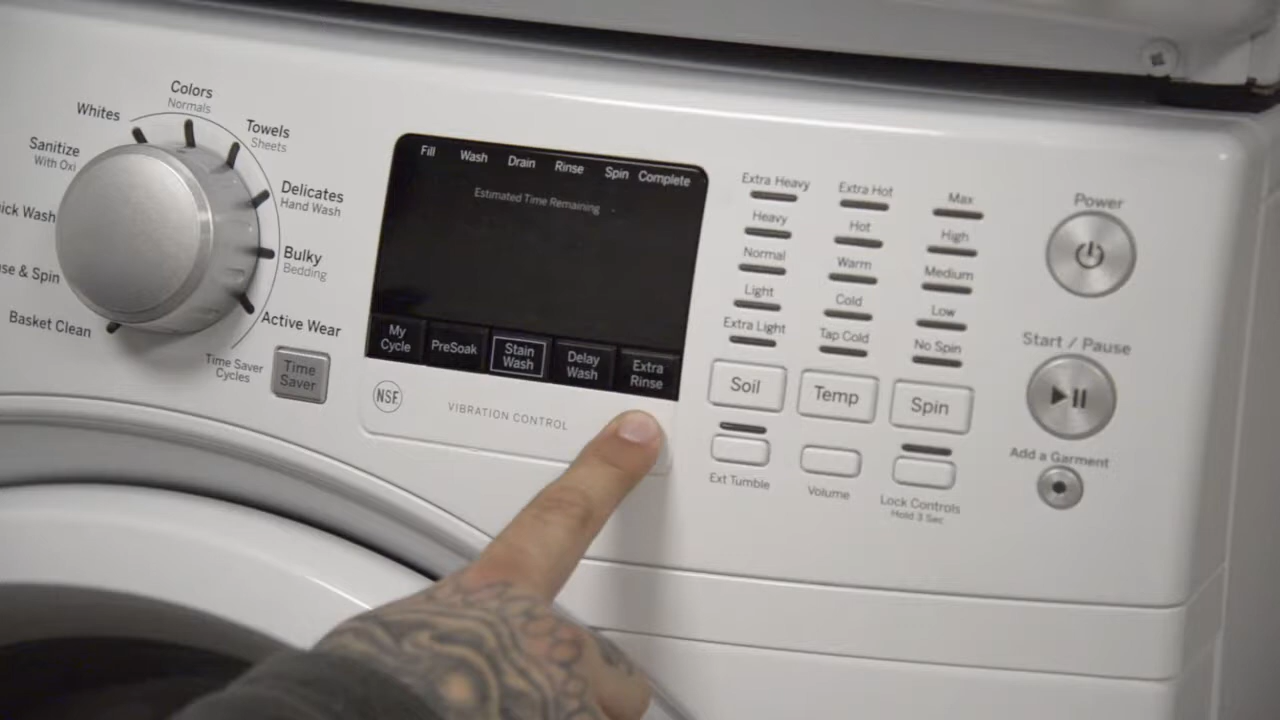 Whites
Colors
Normals
Towels
Sheets
Sanitize
With Oxi
Delicates
Hand Wash
ick Wash
Bulky
Bedding
se & Spin
Basket Clean
Active Wear
Time Saver
Cycles
Time
Saver
Fill Wash Drain Rinse Spin Complete
Estimated Time Remaining
My
Cycle
PreSoak
Stain
Wash
Delay
Wash
Extra
Rinse
NSF
VIBRATION CONTROL
Extra Heavy Extra Hot Max
Heavy Hot High
Normal Warm Medium
Light Cold Low
Extra Light Tap Cold No Spin
Soil Temp Spin
Ext Tumble Volume Lock Controls
Hold 3 Sec
Power
Start / Pause
Add a Garment